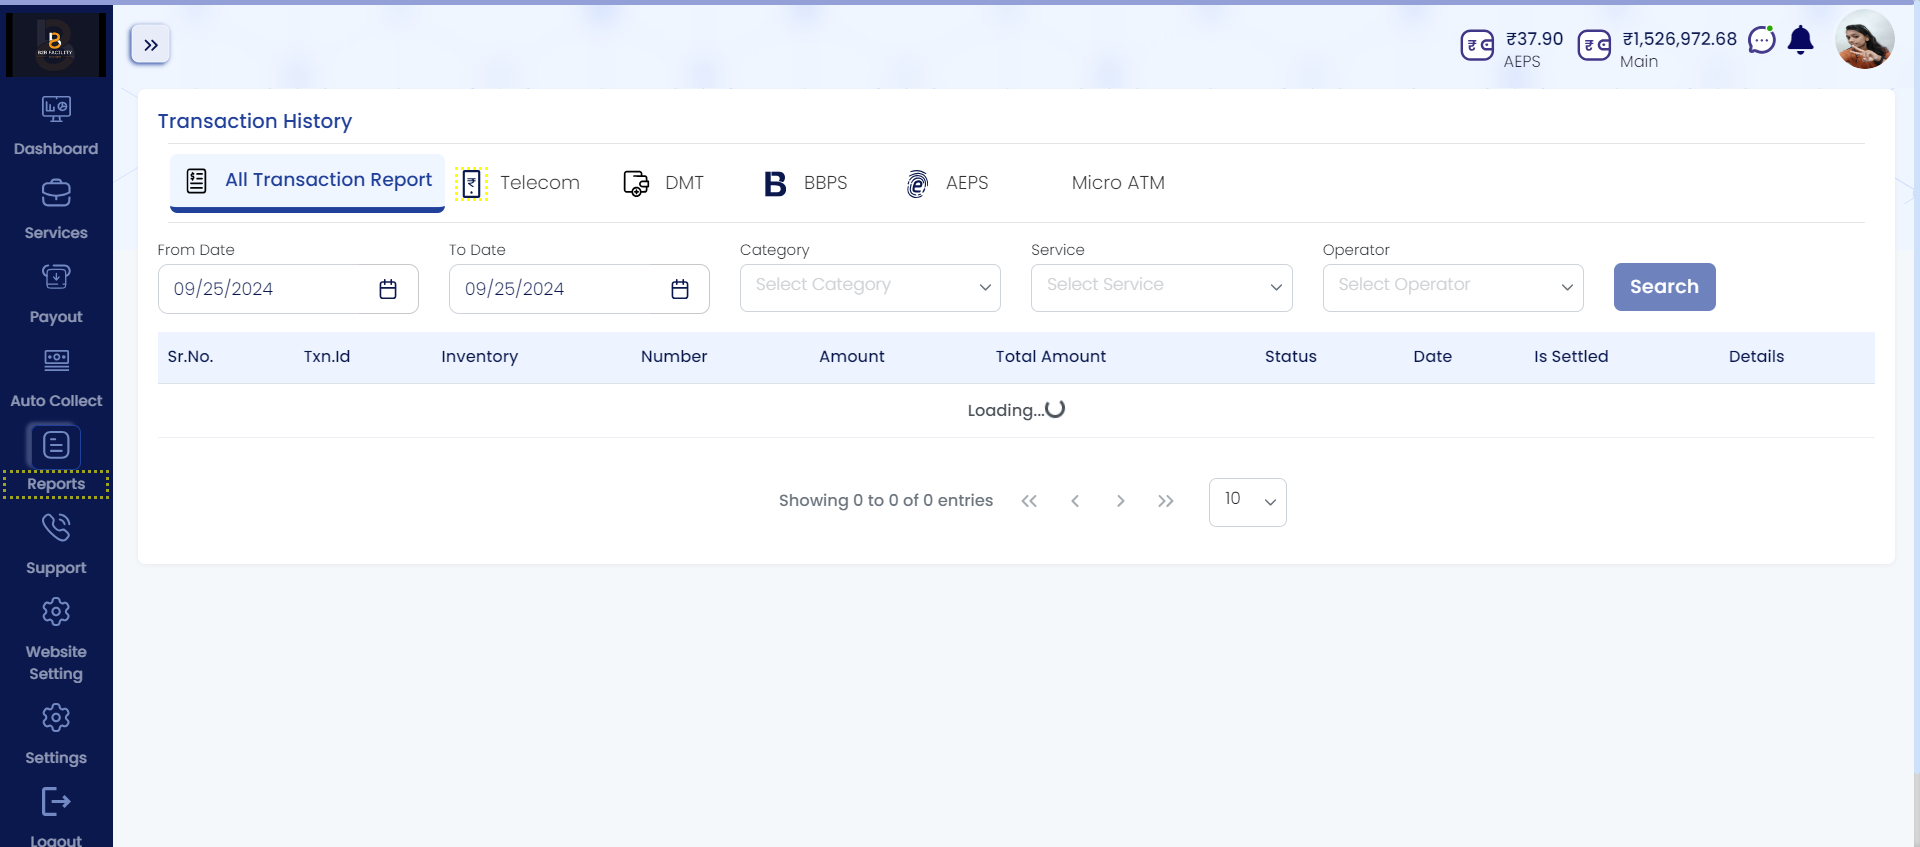 B2B FACILITY
₹37.90
AEPS
₹1,526,972.68
Main
Dashboard
Services
Payout
Auto Collect
Reports
Support
Website
Setting
Settings
Logout
Transaction History
All Transaction Report
Telecom
DMT
BBPS
AEPS
Micro ATM
From Date
To Date
Category
Service
Operator
09/25/2024
09/25/2024
Select Category
Select Service
Select Operator
Search
Sr.No.
Txn.Id
Inventory
Number
Amount
Total Amount
Status
Date
Is Settled
Details
Loading...
Showing 0 to 0 of 0 entries
10